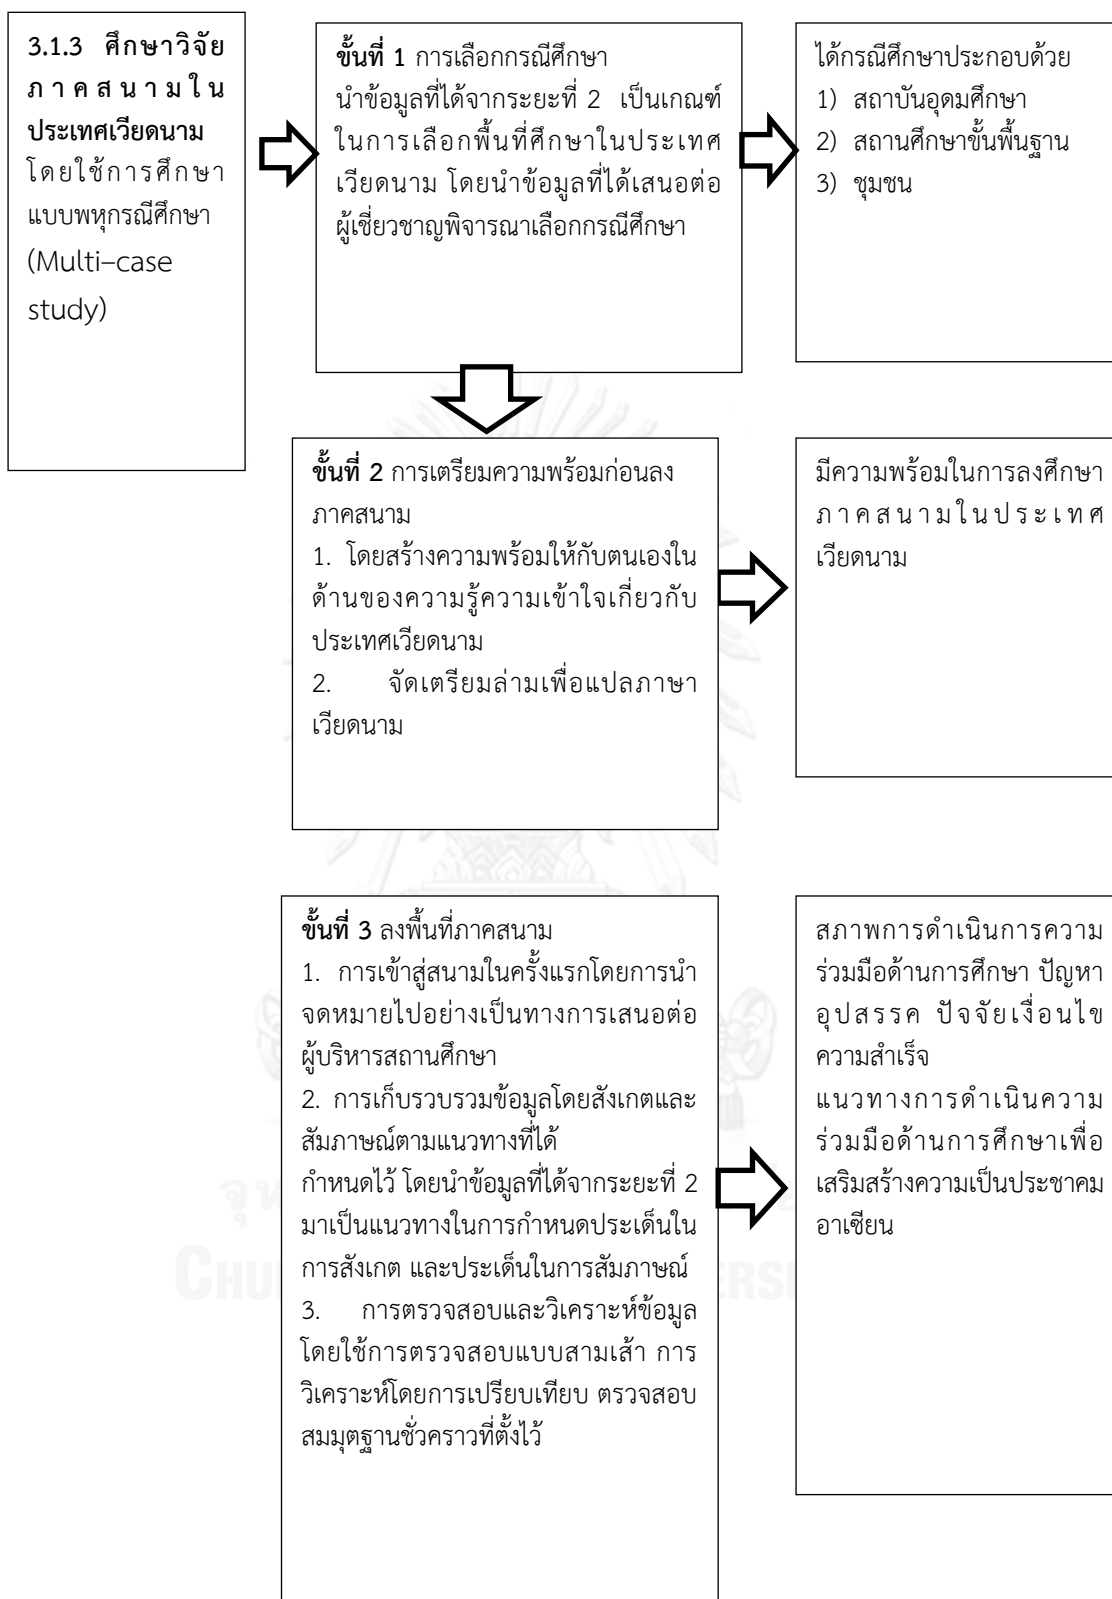 3.1.3 ศึกษาวิจัย
ภาคสนามใน
ประเทศเวียดนาม
โดยใช้การศึกษา
แบบพหุกรณีศึกษา
(Multi–case
study)
ขั้นที่ 1 การเลือกกรณีศึกษา
นำข้อมูลที่ได้จากระยะที่ 2 เป็นเกณฑ์
ในการเลือกพื้นที่ศึกษาในประเทศ
เวียดนาม โดยนำข้อมูลที่ได้เสนอต่อ
ผู้เชี่ยวชาญพิจารณาเลือกกรณีศึกษา
ได้กรณีศึกษาประกอบด้วย
1) สถาบันอุดมศึกษา
2) สถานศึกษาขั้นพื้นฐาน
3) ชุมชน
ขั้นที่ 2 การเตรียมความพร้อมก่อนลง
ภาคสนาม
1. โดยสร้างความพร้อมให้กับตนเองใน
ด้านของความรู้ความเข้าใจเกี่ยวกับ
ประเทศเวียดนาม
2. จัดเตรียมล่ามเพื่อแปลภาษา
เวียดนาม
มีความพร้อมในการลงศึกษา
ภาคสนามในประเทศ
เวียดนาม
ขั้นที่ 3 ลงพื้นที่ภาคสนาม
1. การเข้าสู่สนามในครั้งแรกโดยการนำ
จดหมายไปอย่างเป็นทางการเสนอต่อ
ผู้บริหารสถานศึกษา
2. การเก็บรวบรวมข้อมูลโดยสังเกตและ
สัมภาษณ์ตามแนวทางที่ได้
กำหนดไว้ โดยนำข้อมูลที่ได้จากระยะที่ 2
มาเป็นแนวทางในการกำหนดประเด็นใน
การสังเกต และประเด็นในการสัมภาษณ์
3. การตรวจสอบและวิเคราะห์ข้อมูล
โดยใช้การตรวจสอบแบบสามเส้า การ
วิเคราะห์โดยการเปรียบเทียบ ตรวจสอบ
สมมุตฐานชั่วคราวที่ตั้งไว้
สภาพการดำเนินการความ
ร่วมมือด้านการศึกษา ปัญหา
อุปสรรค ปัจจัยเงื่อนไข
ความสำเร็จ
แนวทางการดำเนินความ
ร่วมมือด้านการศึกษาเพื่อ
เสริมสร้างความเป็นประชาคม
อาเซียน